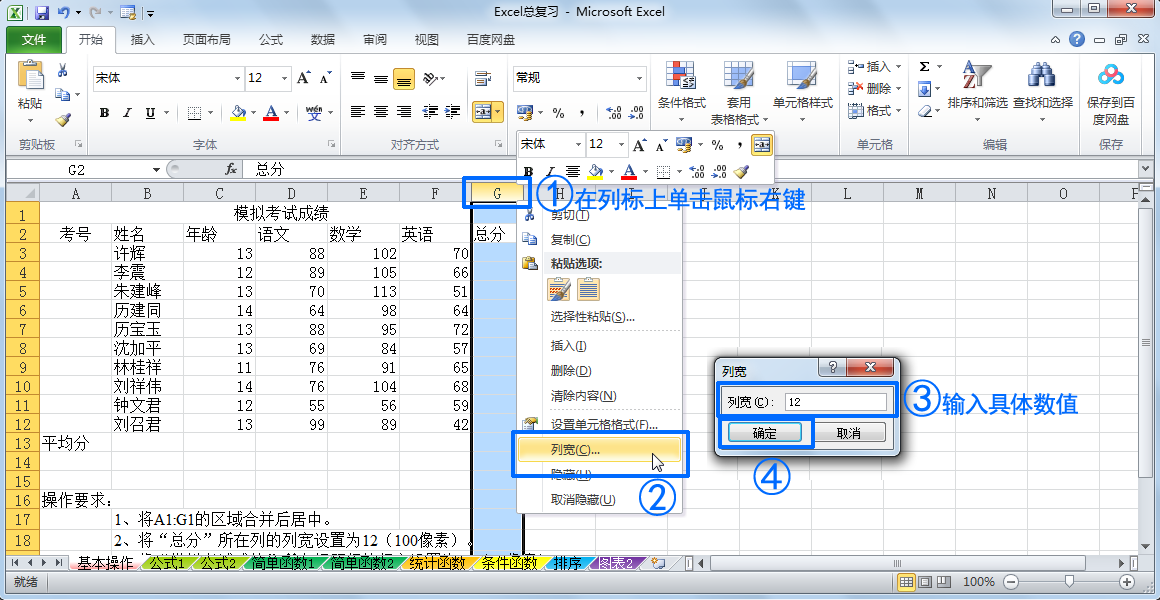 Excel总复习 - Microsoft Excel
文件 开始 插入 页面布局 公式 数据 审阅 视图 百度网盘
粘贴
剪贴板
宋体 12
B I U
字体
对齐方式
常规
条件格式 套用表格格式 单元格样式
插入
删除
格式
单元格
排序和筛选 查找和选择
编辑
保存到百度网盘
保存
宋体 12
B I
G2 fx 总分
A B C D E F G H K L M N O
①在列标上单击鼠标右键
1 模拟考试成绩
2 考号 姓名 年龄 语文 数学 英语 总分
3 许辉 13 88 102 70
4 李震 12 89 105 66
5 朱建峰 13 70 113 51
6 历建同 14 64 98 64
7 历宝玉 13 88 95 72
8 沈加平 13 69 84 57
9 林桂祥 11 76 91 65
10 刘祥伟 14 76 104 68
11 钟文君 12 55 56 59
12 刘召君 13 99 89 42
13 平均分
14
15
16 操作要求:
17 1、将A1:G1的区域合并后居中。
18 2、将“总分”所在列的列宽设置为12（100像素）
剪切(T)
复制(C)
粘贴选项:
选择性粘贴(S)...
插入(I)
删除(D)
清除内容(N)
设置单元格格式(F)...
列宽(C)...
隐藏(H)
取消隐藏(U)
②
列宽
列宽(C): 12
③输入具体数值
确定 取消
④
基本操作 公式1 公式2 简单函数1 简单函数2 统计函数 条件函数 排序 图表2
就绪 100%